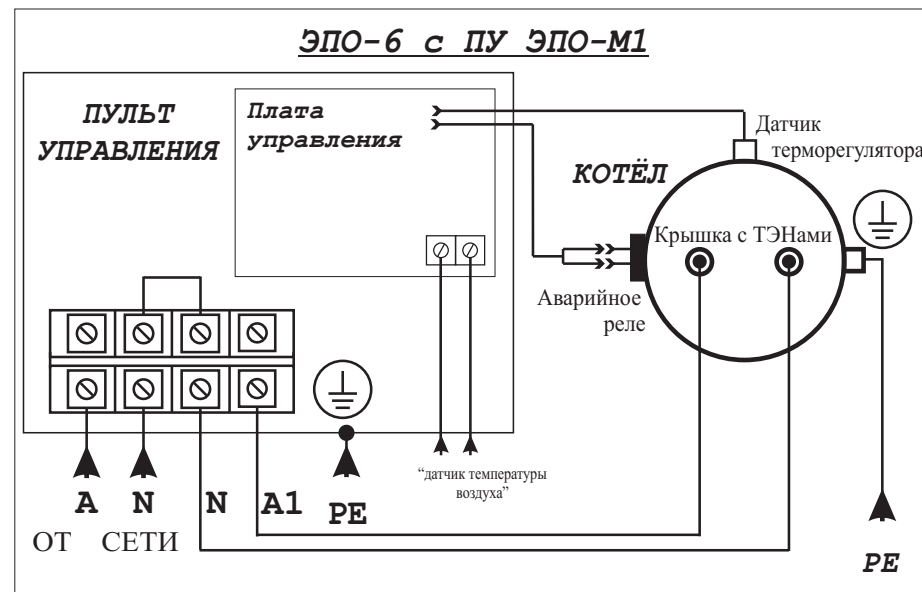 ЭПО-6 с ПУ ЭПО-М1
ПУЛЬТ
УПРАВЛЕНИЯ
Плата
управления
Датчик
терморегулятора
КОТЁЛ
Крышка с ТЭНами
Аварийное
реле
“датчик температуры
воздуха”
A N N A1 PE
ОТ СЕТИ
PE